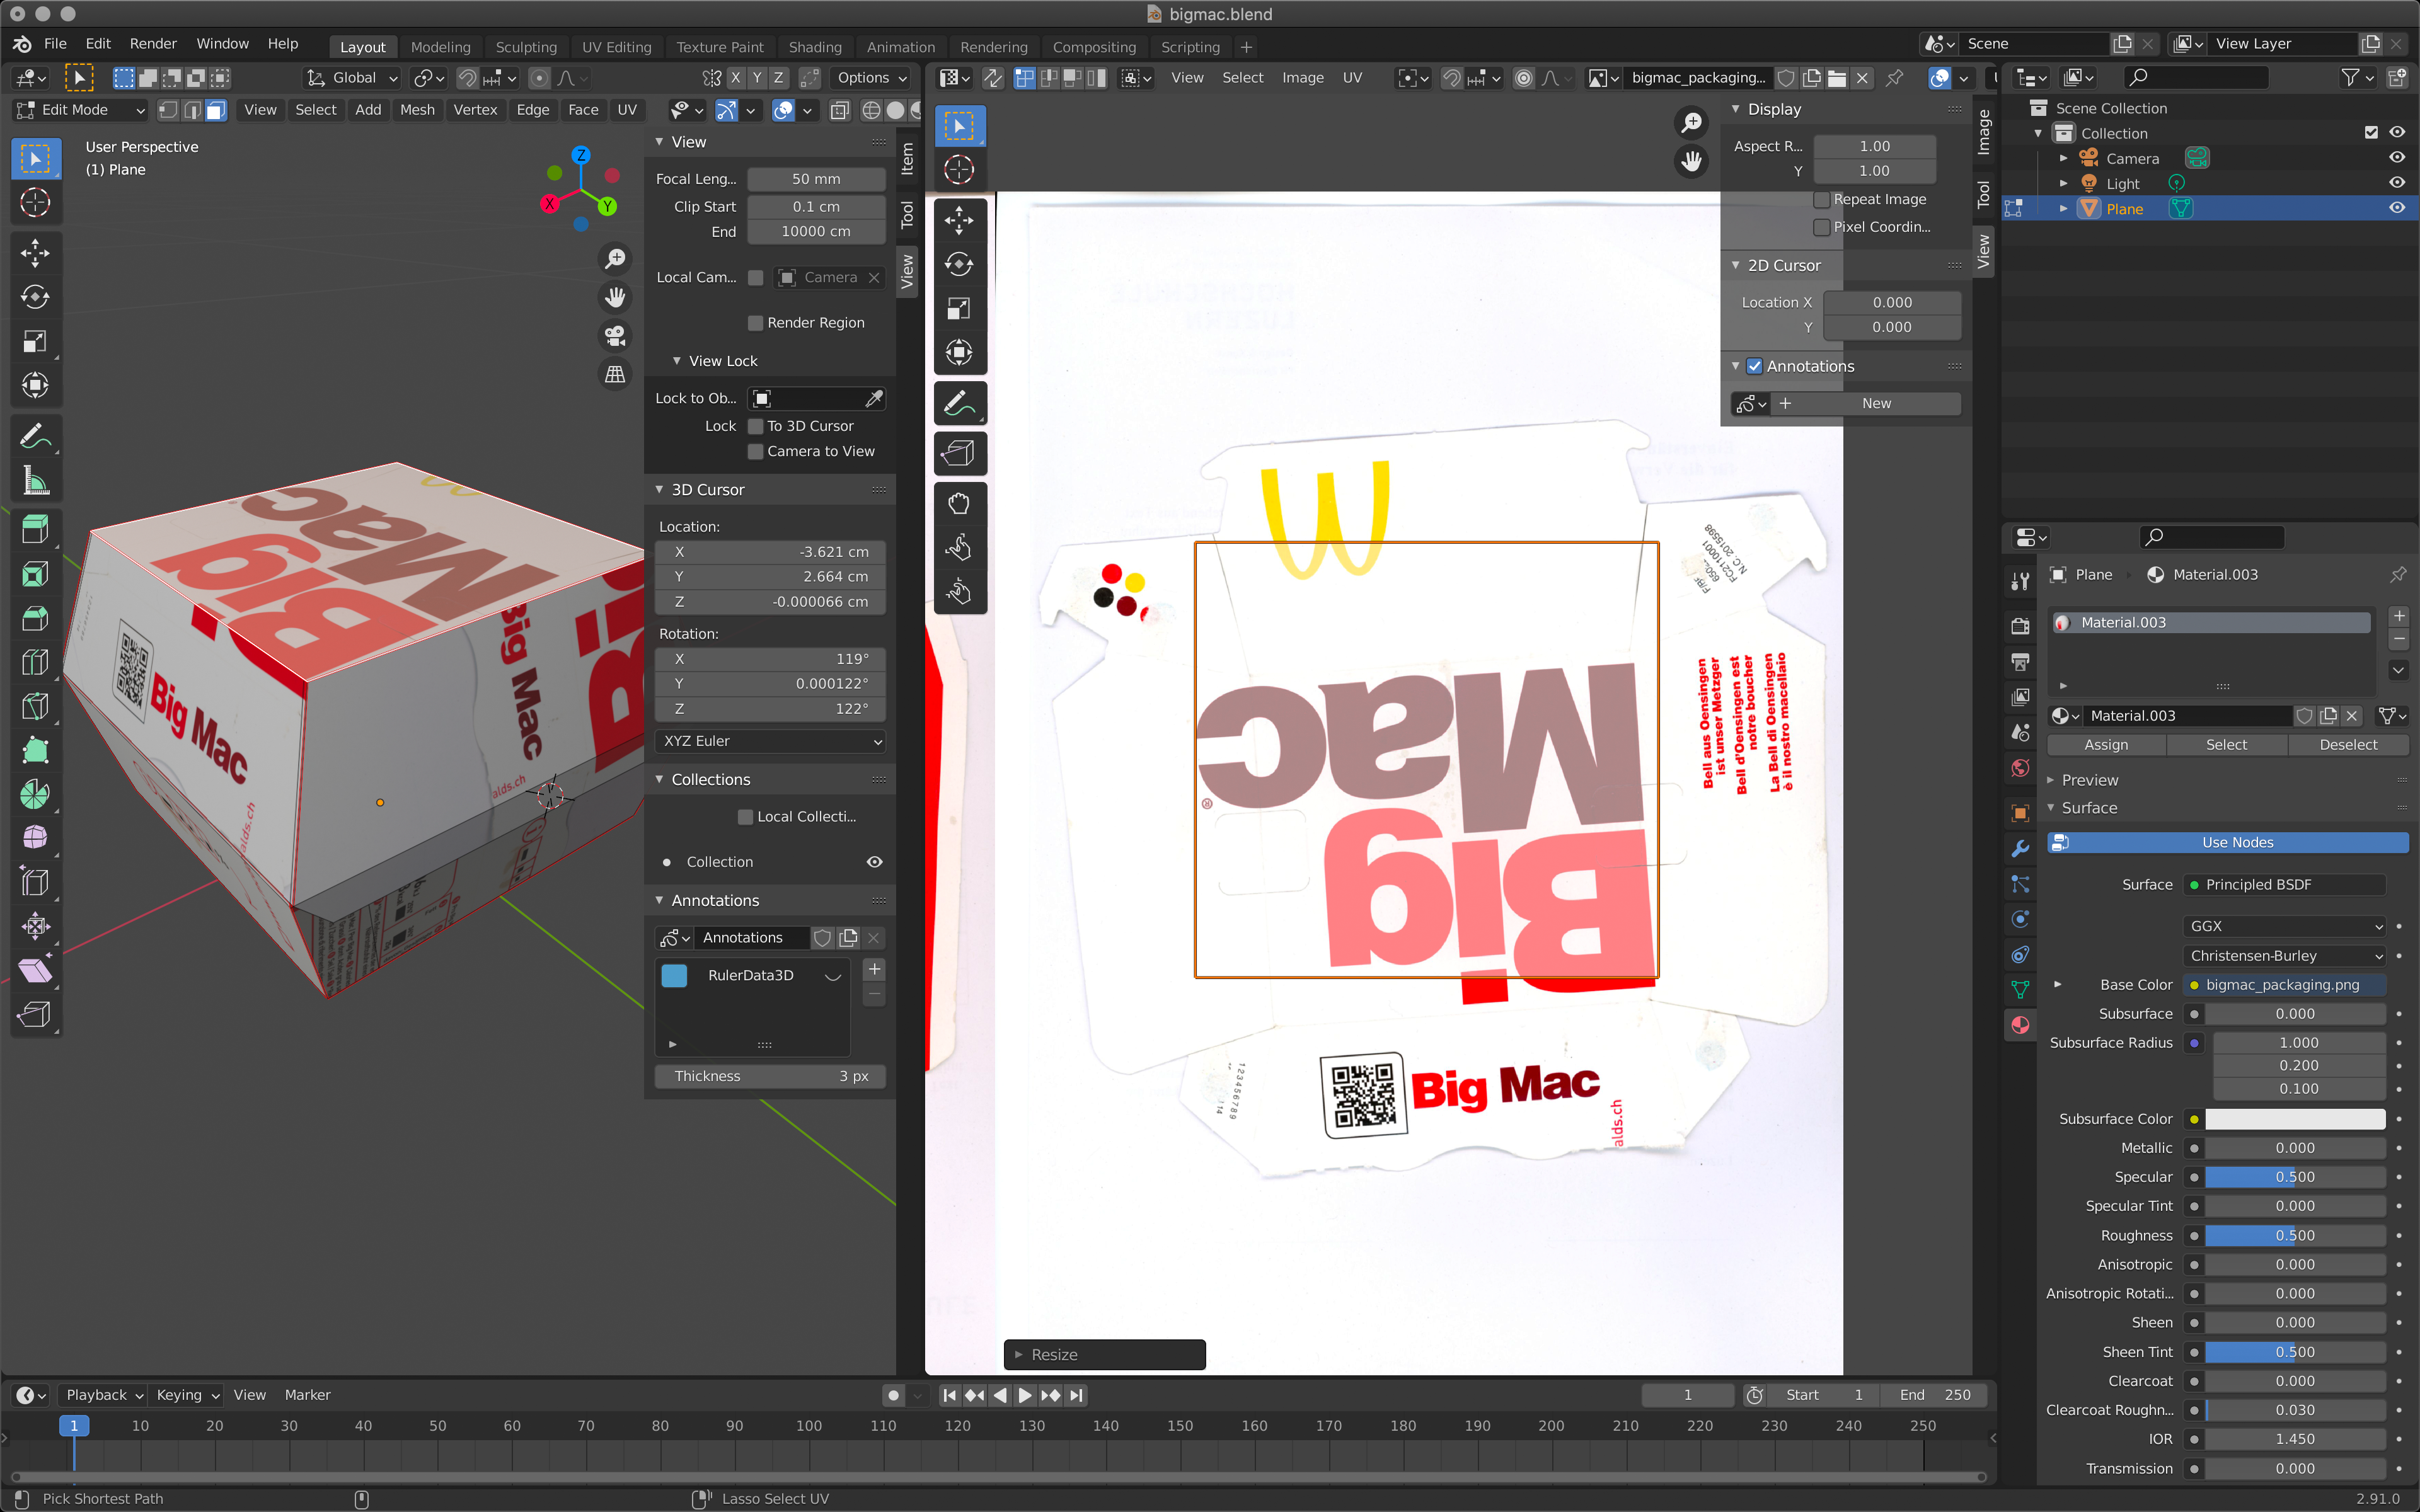 bigmac.blend
File Edit Render Window Help
Layout Modeling Sculpting UV Editing Texture Paint Shading Animation Rendering Compositing Scripting +
Scene
View Layer
Global
X Y Z
Options
View Select Image UV
bigmac_packaging...
Edit Mode
View Select Add Mesh Vertex Edge Face UV
User Perspective
(1) Plane
Z
X
Y
View
Focal Leng... 50 mm
Clip Start 0.1 cm
End 10000 cm
Local Cam... Camera
Render Region
View Lock
Lock to Ob...
Lock To 3D Cursor
Camera to View
3D Cursor
Location:
X -3.621 cm
Y 2.664 cm
Z -0.000066 cm
Rotation:
X 119°
Y 0.000122°
Z 122°
XYZ Euler
Collections
Local Collecti...
Collection
Annotations
Annotations
RulerData3D
Thickness 3 px
Item
Tool
View
Big
Mac
Big Mac
alds.ch
Big Mac
alds.ch
Display
Aspect R... 1.00
Y 1.00
Repeat Image
Pixel Coordin...
2D Cursor
Location X 0.000
Y 0.000
Annotations
New
Image
Tool
View
N.C. 2015598
FC2110001
Big
Mac
®
Bell aus Oensingen
ist unser Metzger
Bell d'Oensingen est
notre boucher
La Bell di Oensingen
è il nostro macellaio
123456789
14
Big Mac
alds.ch
Resize
Scene Collection
Collection
Camera
Light
Plane
Plane Material.003
Material.003
Material.003
Assign Select Deselect
Preview
Surface
Use Nodes
Surface Principled BSDF
GGX
Christensen-Burley
Base Color bigmac_packaging.png
Subsurface 0.000
Subsurface Radius 1.000
0.200
0.100
Subsurface Color
Metallic 0.000
Specular 0.500
Specular Tint 0.000
Roughness 0.500
Anisotropic 0.000
Anisotropic Rotati... 0.000
Sheen 0.000
Sheen Tint 0.500
Clearcoat 0.000
Clearcoat Roughn... 0.030
IOR 1.450
Transmission 0.000
Playback Keying View Marker
1 Start 1 End 250
1 10 20 30 40 50 60 70 80 90 100 110 120 130 140 150 160 170 180 190 200 210 220 230 240 250
Pick Shortest Path
Lasso Select UV
2.91.0